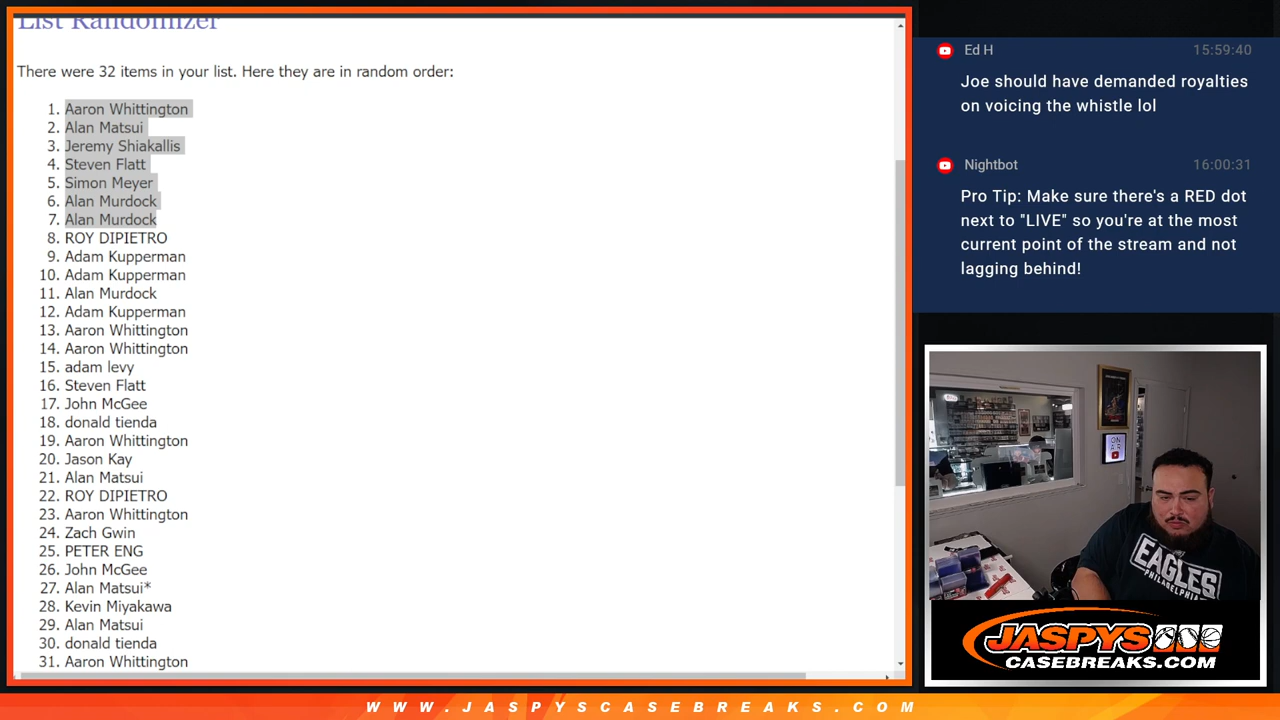 List Randomizer
There were 32 items in your list. Here they are in random order:
1. Aaron Whittington
2. Alan Matsui
3. Jeremy Shiakallis
4. Steven Flatt
5. Simon Meyer
6. Alan Murdock
7. Alan Murdock
8. ROY DIPIETRO
9. Adam Kupperman
10. Adam Kupperman
11. Alan Murdock
12. Adam Kupperman
13. Aaron Whittington
14. Aaron Whittington
15. adam levy
16. Steven Flatt
17. John McGee
18. donald tienda
19. Aaron Whittington
20. Jason Kay
21. Alan Matsui
22. ROY DIPIETRO
23. Aaron Whittington
24. Zach Gwin
25. PETER ENG
26. John McGee
27. Alan Matsui*
28. Kevin Miyakawa
29. Alan Matsui
30. donald tienda
31. Aaron Whittington
Ed H 15:59:40
Joe should have demanded royalties
on voicing the whistle lol
Nightbot 16:00:31
Pro Tip: Make sure there's a RED dot
next to "LIVE" so you're at the most
current point of the stream and not
lagging behind!
ON
AIR
EAGLES
PHILADELPHIA
JASPYS
CASEBREAKS.COM
WWW.JASPYSCASEBREAKS.COM